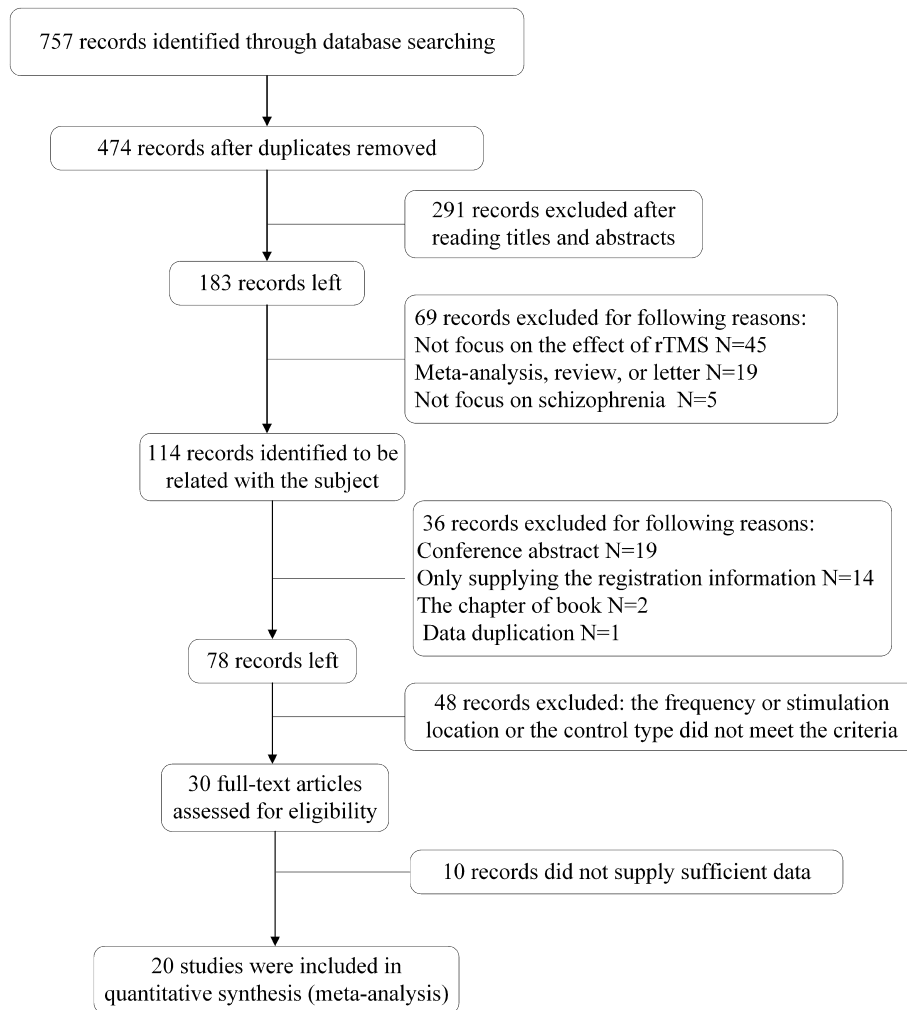 757 records identified through database searching
474 records after duplicates removed
291 records excluded after
reading titles and abstracts
183 records left
69 records excluded for following reasons:
Not focus on the effect of rTMS N=45
Meta-analysis, review, or letter N=19
Not focus on schizophrenia N=5
114 records identified to be
related with the subject
36 records excluded for following reasons:
Conference abstract N=19
Only supplying the registration information N=14
The chapter of book N=2
Data duplication N=1
78 records left
48 records excluded: the frequency or stimulation
location or the control type did not meet the criteria
30 full-text articles
assessed for eligibility
10 records did not supply sufficient data
20 studies were included in
quantitative synthesis (meta-analysis)